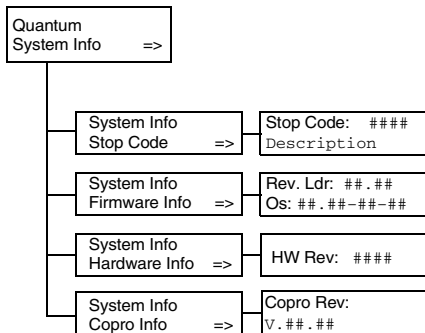 Quantum
System Info =>
System Info
Stop Code =>
Stop Code: ####
Description
System Info
Firmware Info =>
Rev. Ldr: ##.##
Os: ##.##-##-##
System Info
Hardware Info =>
HW Rev: ####
System Info
Copro Info =>
Copro Rev:
V.##.##